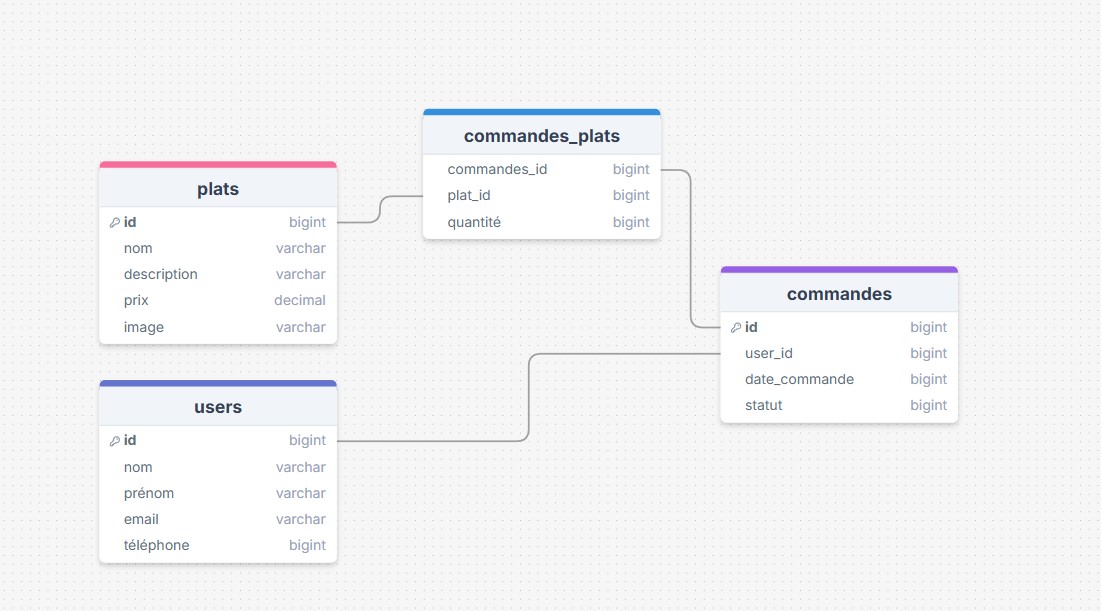 commandes_plats
commandes_id bigint
plat_id bigint
quantité bigint
plats
id bigint
nom varchar
description varchar
prix decimal
image varchar
commandes
id bigint
user_id bigint
date_commande bigint
statut bigint
users
id bigint
nom varchar
prénom varchar
email varchar
téléphone bigint